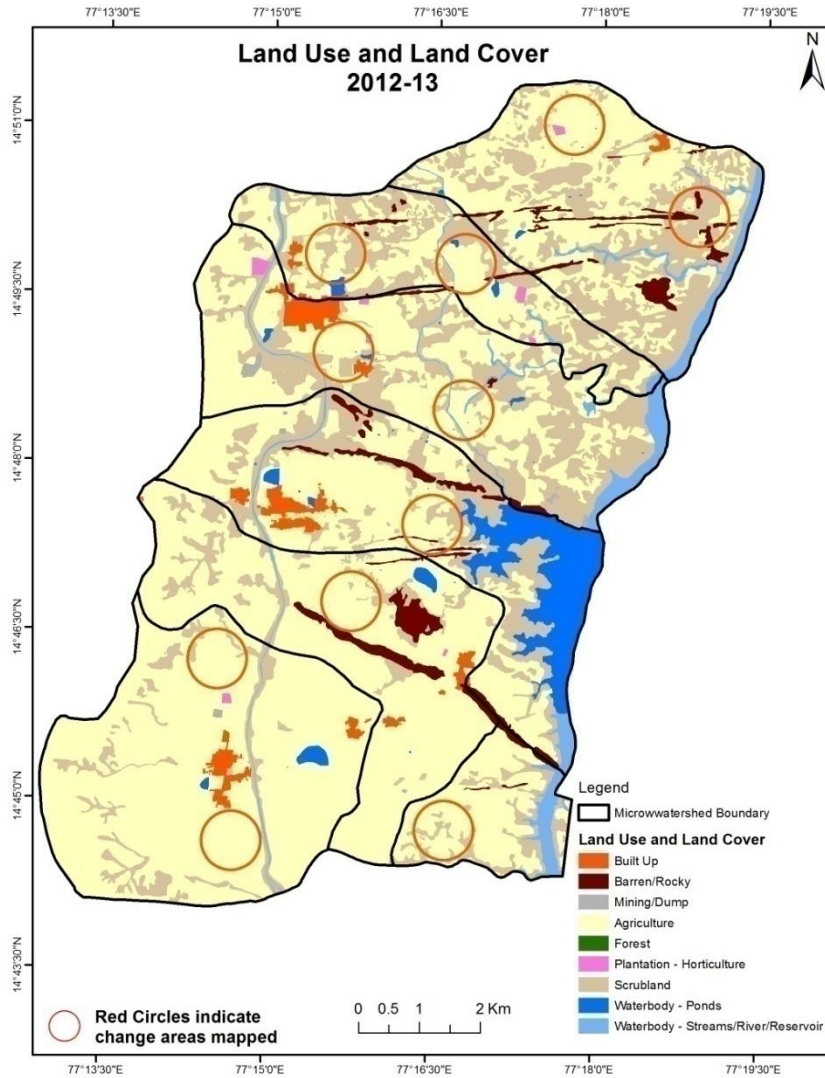 77°13'30"E 77°15'0"E 77°16'30"E 77°18'0"E 77°19'30"E
Land Use and Land Cover
2012-13
N
14°51'0"N
14°49'30"N
14°48'0"N
14°46'30"N
14°45'0"N
14°43'30"N
Legend
Microwwatershed Boundary
Land Use and Land Cover
Built Up
Barren/Rocky
Mining/Dump
Agriculture
Forest
Plantation - Horticulture
Scrubland
Waterbody - Ponds
Waterbody - Streams/River/Reservoir
Red Circles indicate
change areas mapped
0 0.5 1 2 Km
77°13'30"E 77°15'0"E 77°16'30"E 77°18'0"E 77°19'30"E